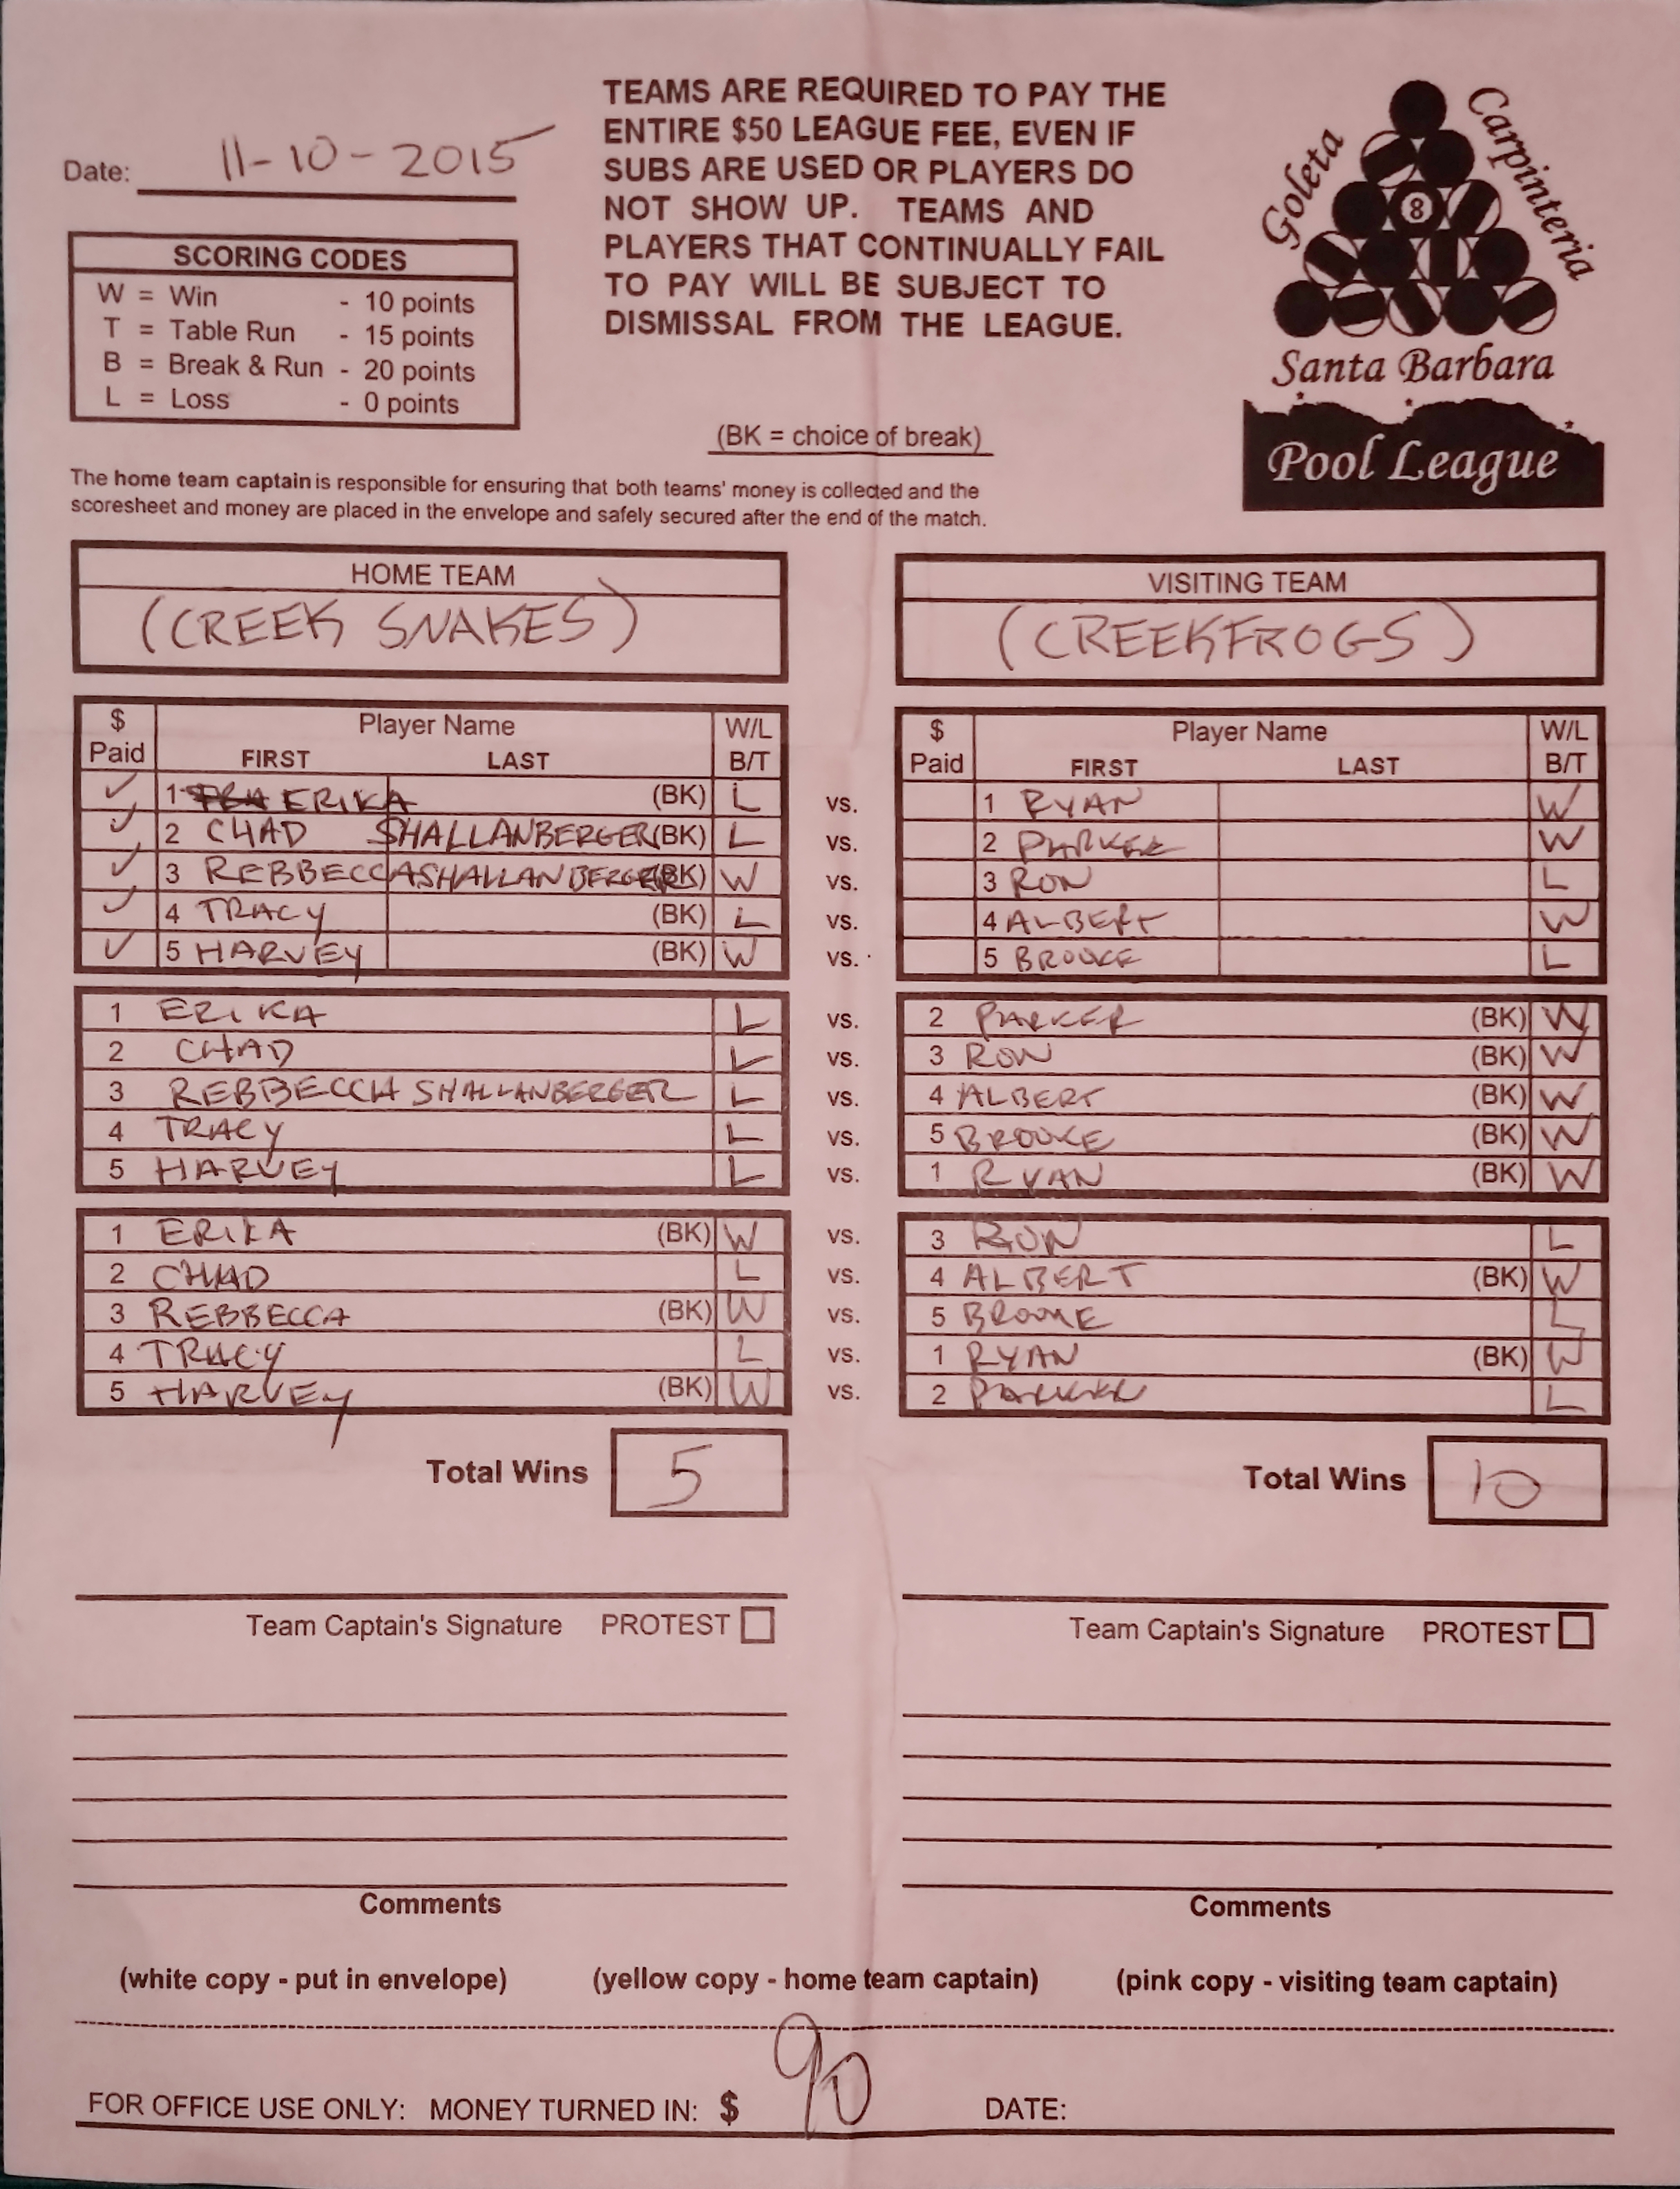 Date: 11-10-2015
SCORING CODES
W = Win - 10 points
T = Table Run - 15 points
B = Break & Run - 20 points
L = Loss - 0 points
TEAMS ARE REQUIRED TO PAY THE
ENTIRE $50 LEAGUE FEE, EVEN IF
SUBS ARE USED OR PLAYERS DO
NOT SHOW UP. TEAMS AND
PLAYERS THAT CONTINUALLY FAIL
TO PAY WILL BE SUBJECT TO
DISMISSAL FROM THE LEAGUE.
(BK = choice of break)
Goleta
Carpinteria
8
Santa Barbara
Pool League
The home team captain is responsible for ensuring that both teams' money is collected and the
scoresheet and money are placed in the envelope and safely secured after the end of the match.
HOME TEAM VISITING TEAM
(CREEK SNAKES) (CREEKFROGS)
$ Player Name W/L $ Player Name W/L
Paid FIRST LAST B/T Paid FIRST LAST B/T
✓ 1 ERIKA (BK) L vs. 1 RYAN W
✓ 2 CHAD SHALLANBERGER (BK) L vs. 2 PARKER W
✓ 3 REBBECCA SHALLANBERGER (BK) W vs. 3 RON L
✓ 4 TRACY (BK) L vs. 4 ALBERT W
✓ 5 HARVEY (BK) W vs. 5 BROOKE L
1 ERIKA L vs. 2 PARKER (BK) W
2 CHAD L vs. 3 RON (BK) W
3 REBBECCA SHALLANBERGER L vs. 4 ALBERT (BK) W
4 TRACY L vs. 5 BROOKE (BK) W
5 HARVEY L vs. 1 RYAN (BK) W
1 ERIKA (BK) W vs. 3 RON L
2 CHAD L vs. 4 ALBERT (BK) W
3 REBBECCA (BK) W vs. 5 BROOKE L
4 TRACY L vs. 1 RYAN (BK) W
5 HARVEY (BK) W vs. 2 PARKER L
Total Wins 5 Total Wins 10
Team Captain's Signature PROTEST Team Captain's Signature PROTEST
Comments Comments
(white copy - put in envelope) (yellow copy - home team captain) (pink copy - visiting team captain)
FOR OFFICE USE ONLY: MONEY TURNED IN: $ 90 DATE: